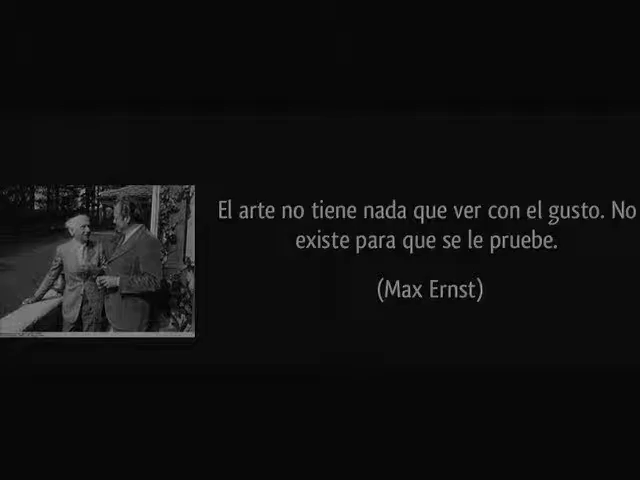 El arte no tiene nada que ver con el gusto. No
existe para que se le pruebe.
(Max Ernst)